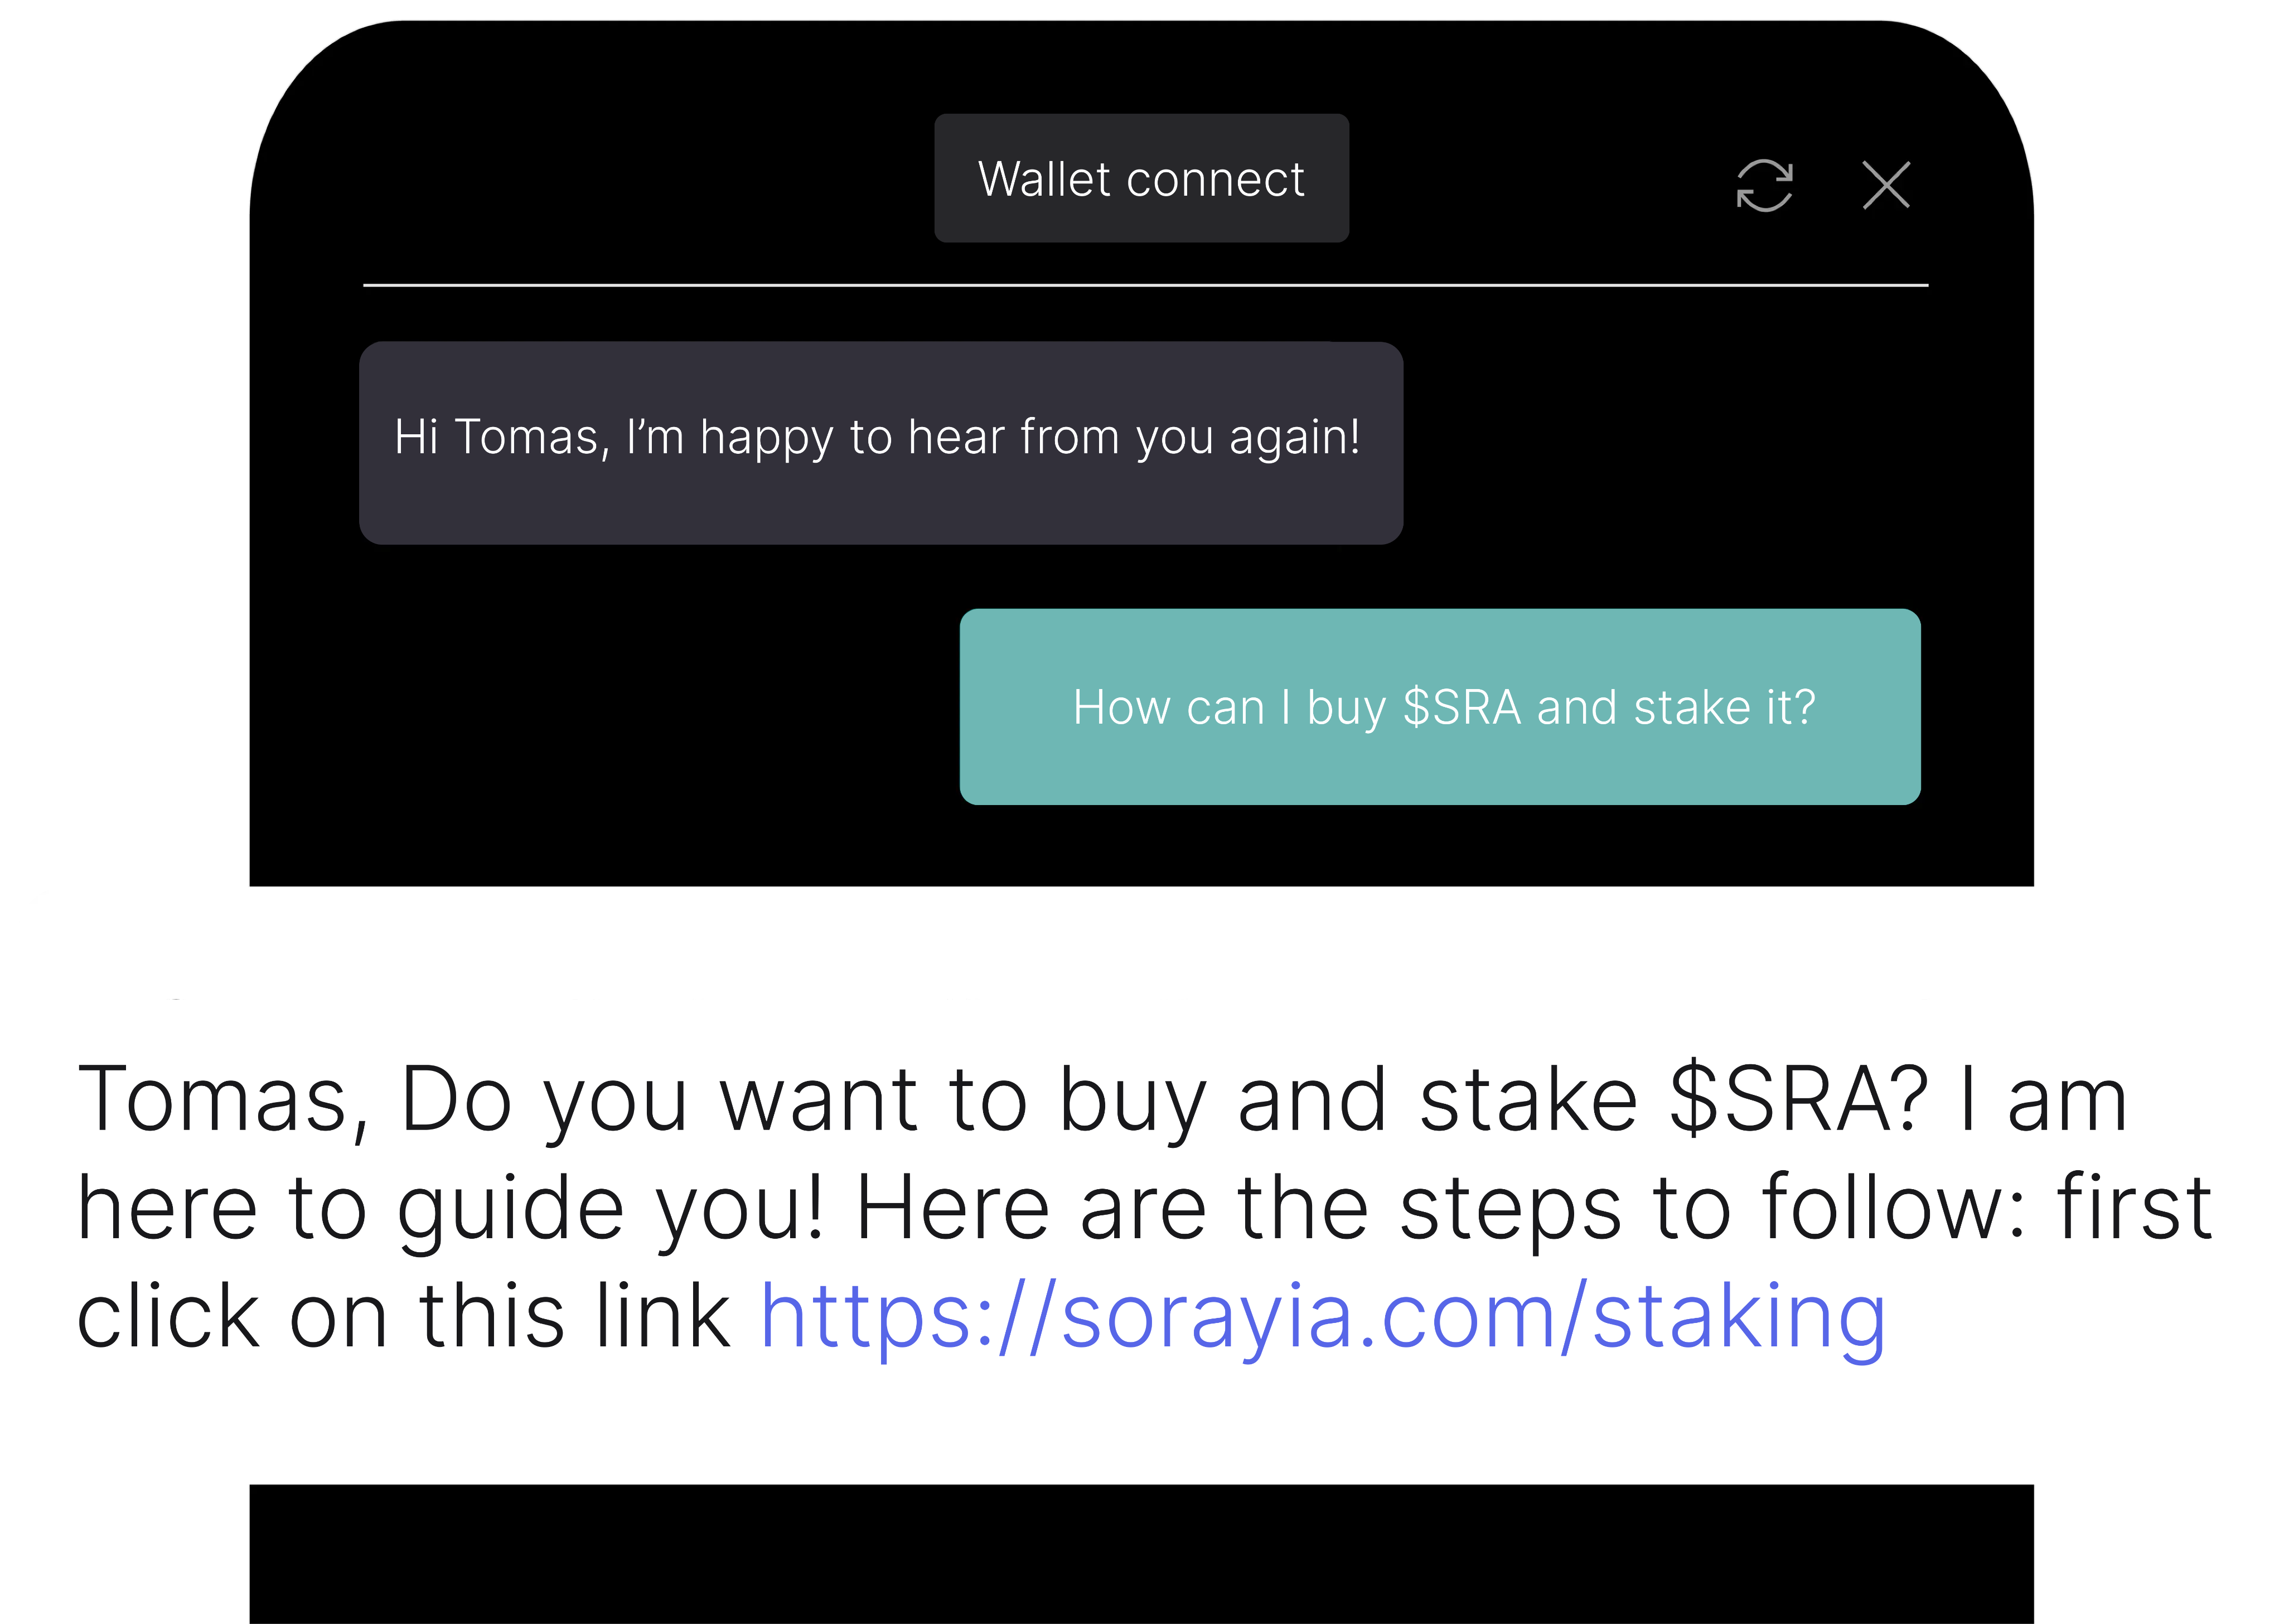 Wallet connect
Hi Tomas, I’m happy to hear from you again!
How can I buy $SRA and stake it?
Tomas, Do you want to buy and stake $SRA? I am
here to guide you! Here are the steps to follow: first
click on this link https://sorayia.com/staking